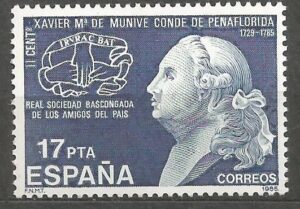 XAVIER Mª DE MUNIVE CONDE DE PEÑAFLORIDA
1729-1785
II CENTº
IRVRAC BAT
REAL SOCIEDAD BASCONGADA
DE LOS AMIGOS DEL PAIS
17 PTA
ESPAÑA
CORREOS
F.N.M.T.
1985